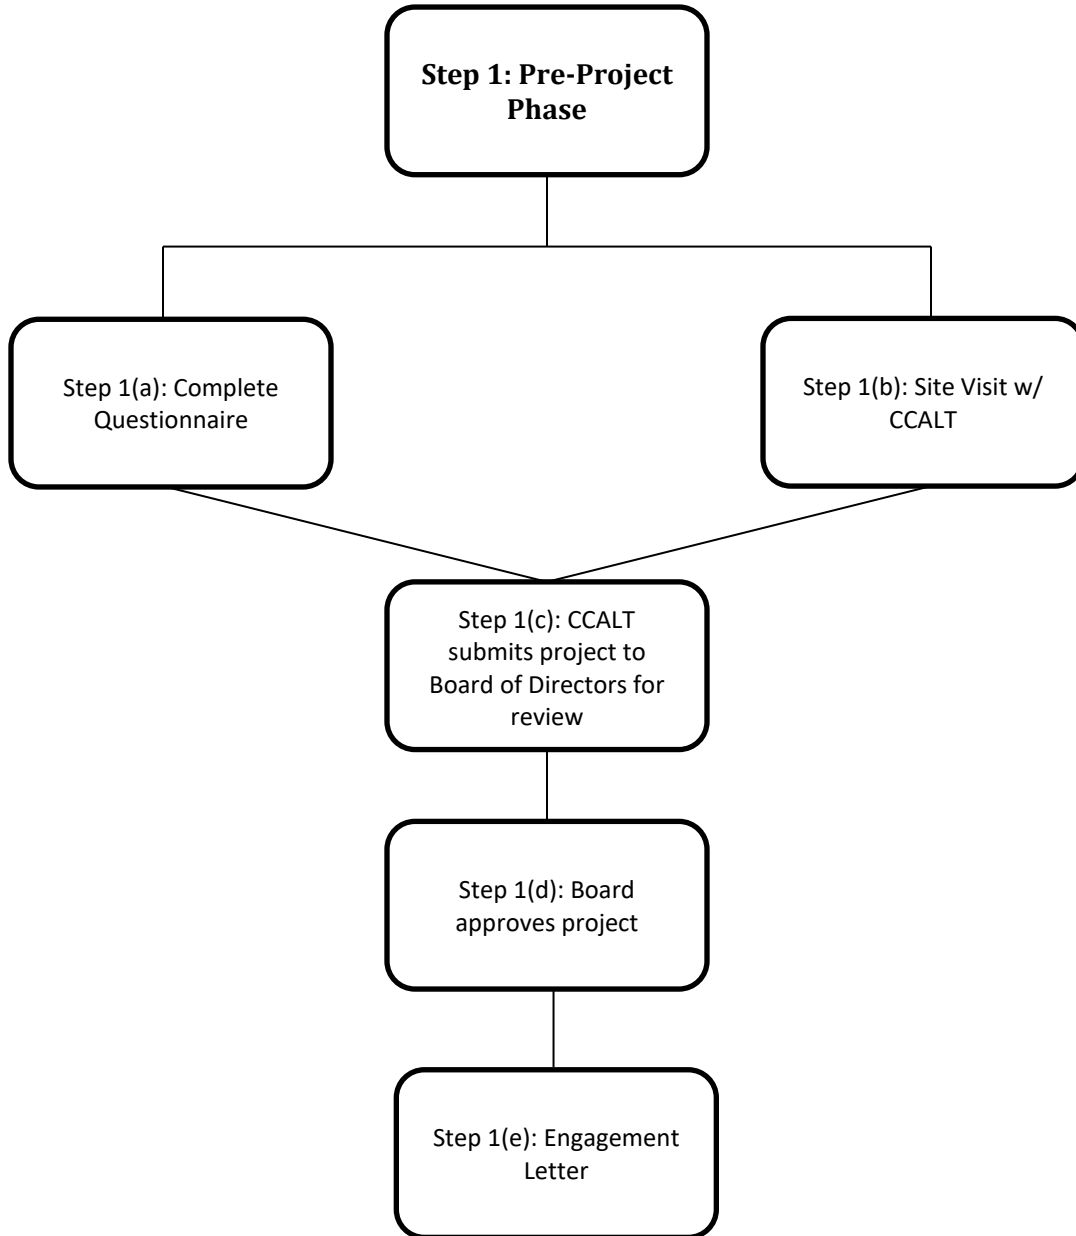 Step 1: Pre-Project
Phase
Step 1(a): Complete
Questionnaire
Step 1(b): Site Visit w/
CCALT
Step 1(c): CCALT
submits project to
Board of Directors for
review
Step 1(d): Board
approves project
Step 1(e): Engagement
Letter